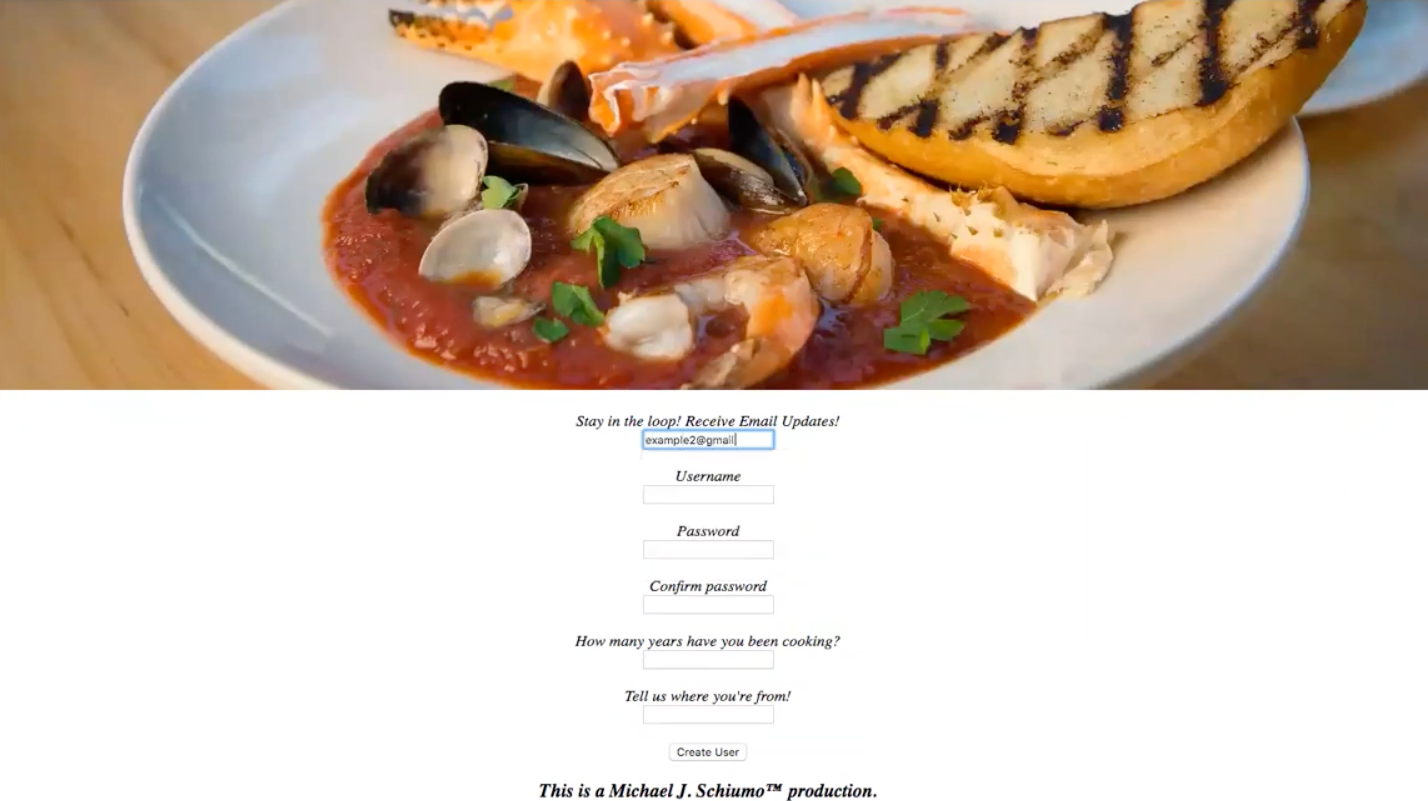 Stay in the loop! Receive Email Updates!
example2@gmail
Username
Password
Confirm password
How many years have you been cooking?
Tell us where you're from!
Create User
This is a Michael J. Schiumo™ production.